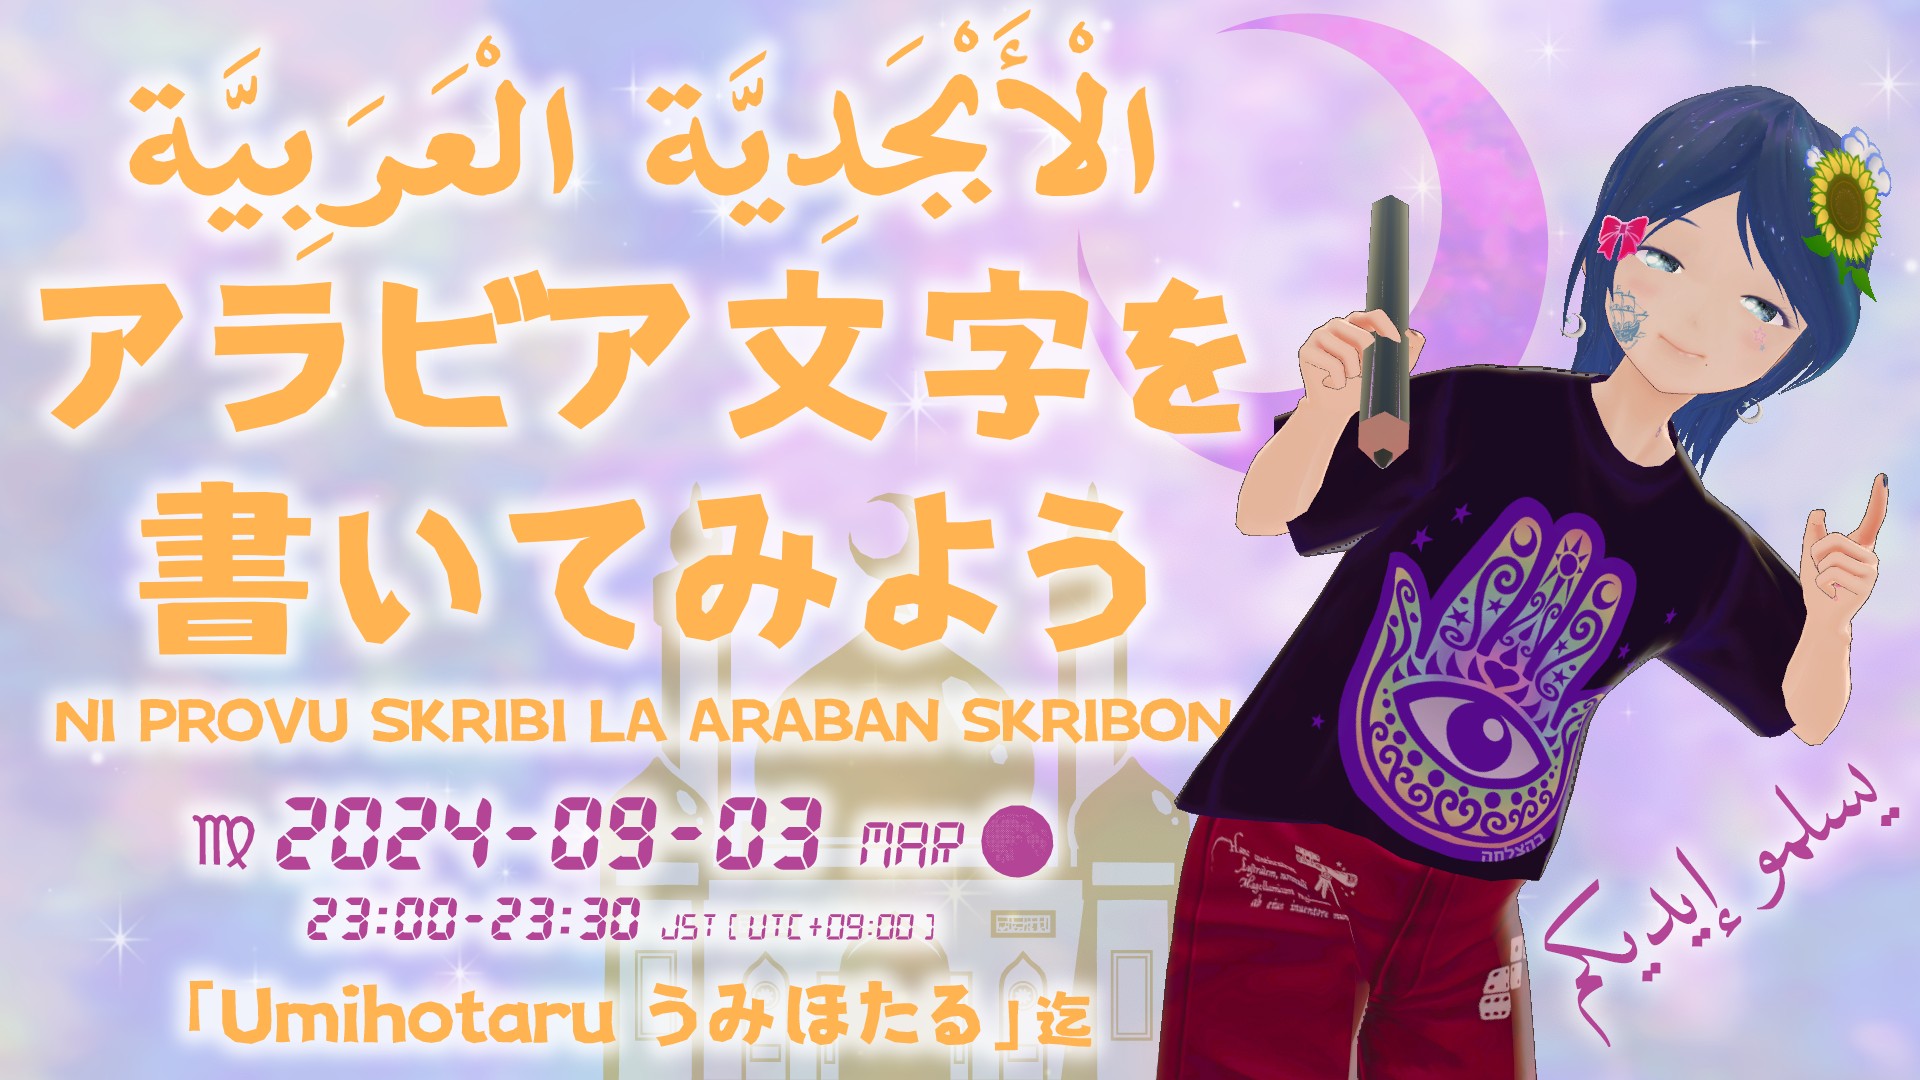 الْأَبْجَدِيَّة الْعَرَبِيَّة
アラビア文字を
書いてみよう
NI PROVU SKRIBI LA ARABAN SKRIBON
♍ 2024-09-03 MAR
23:00-23:30 JST (UTC+09:00)
「Umihotaru うみほたる」迄
בהצלחה
يسلمو إيديكم